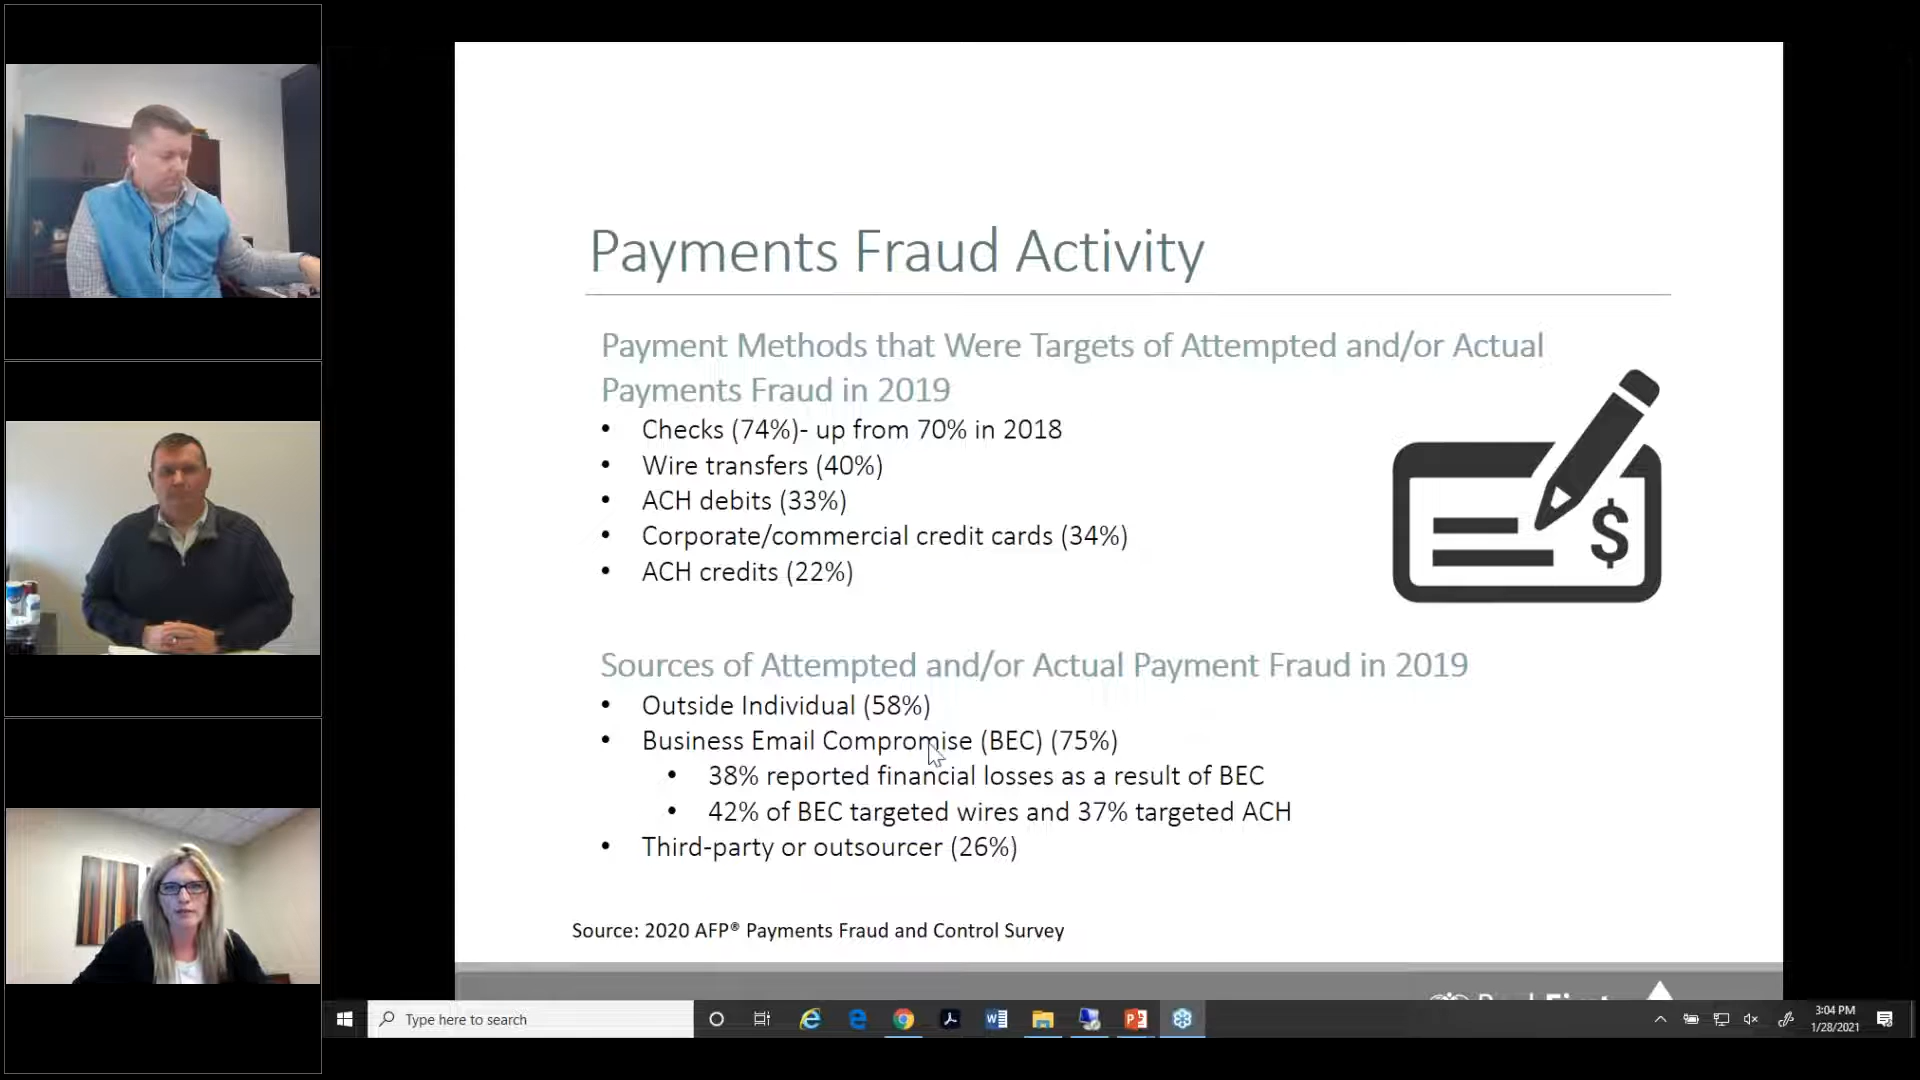 Payments Fraud Activity
Payment Methods that Were Targets of Attempted and/or Actual
Payments Fraud in 2019
• Checks (74%)- up from 70% in 2018
• Wire transfers (40%)
• ACH debits (33%)
• Corporate/commercial credit cards (34%)
• ACH credits (22%)
$
Sources of Attempted and/or Actual Payment Fraud in 2019
• Outside Individual (58%)
• Business Email Compromise (BEC) (75%)
• 38% reported financial losses as a result of BEC
• 42% of BEC targeted wires and 37% targeted ACH
• Third-party or outsourcer (26%)
Source: 2020 AFP® Payments Fraud and Control Survey
Type here to search
3:04 PM
1/28/2021